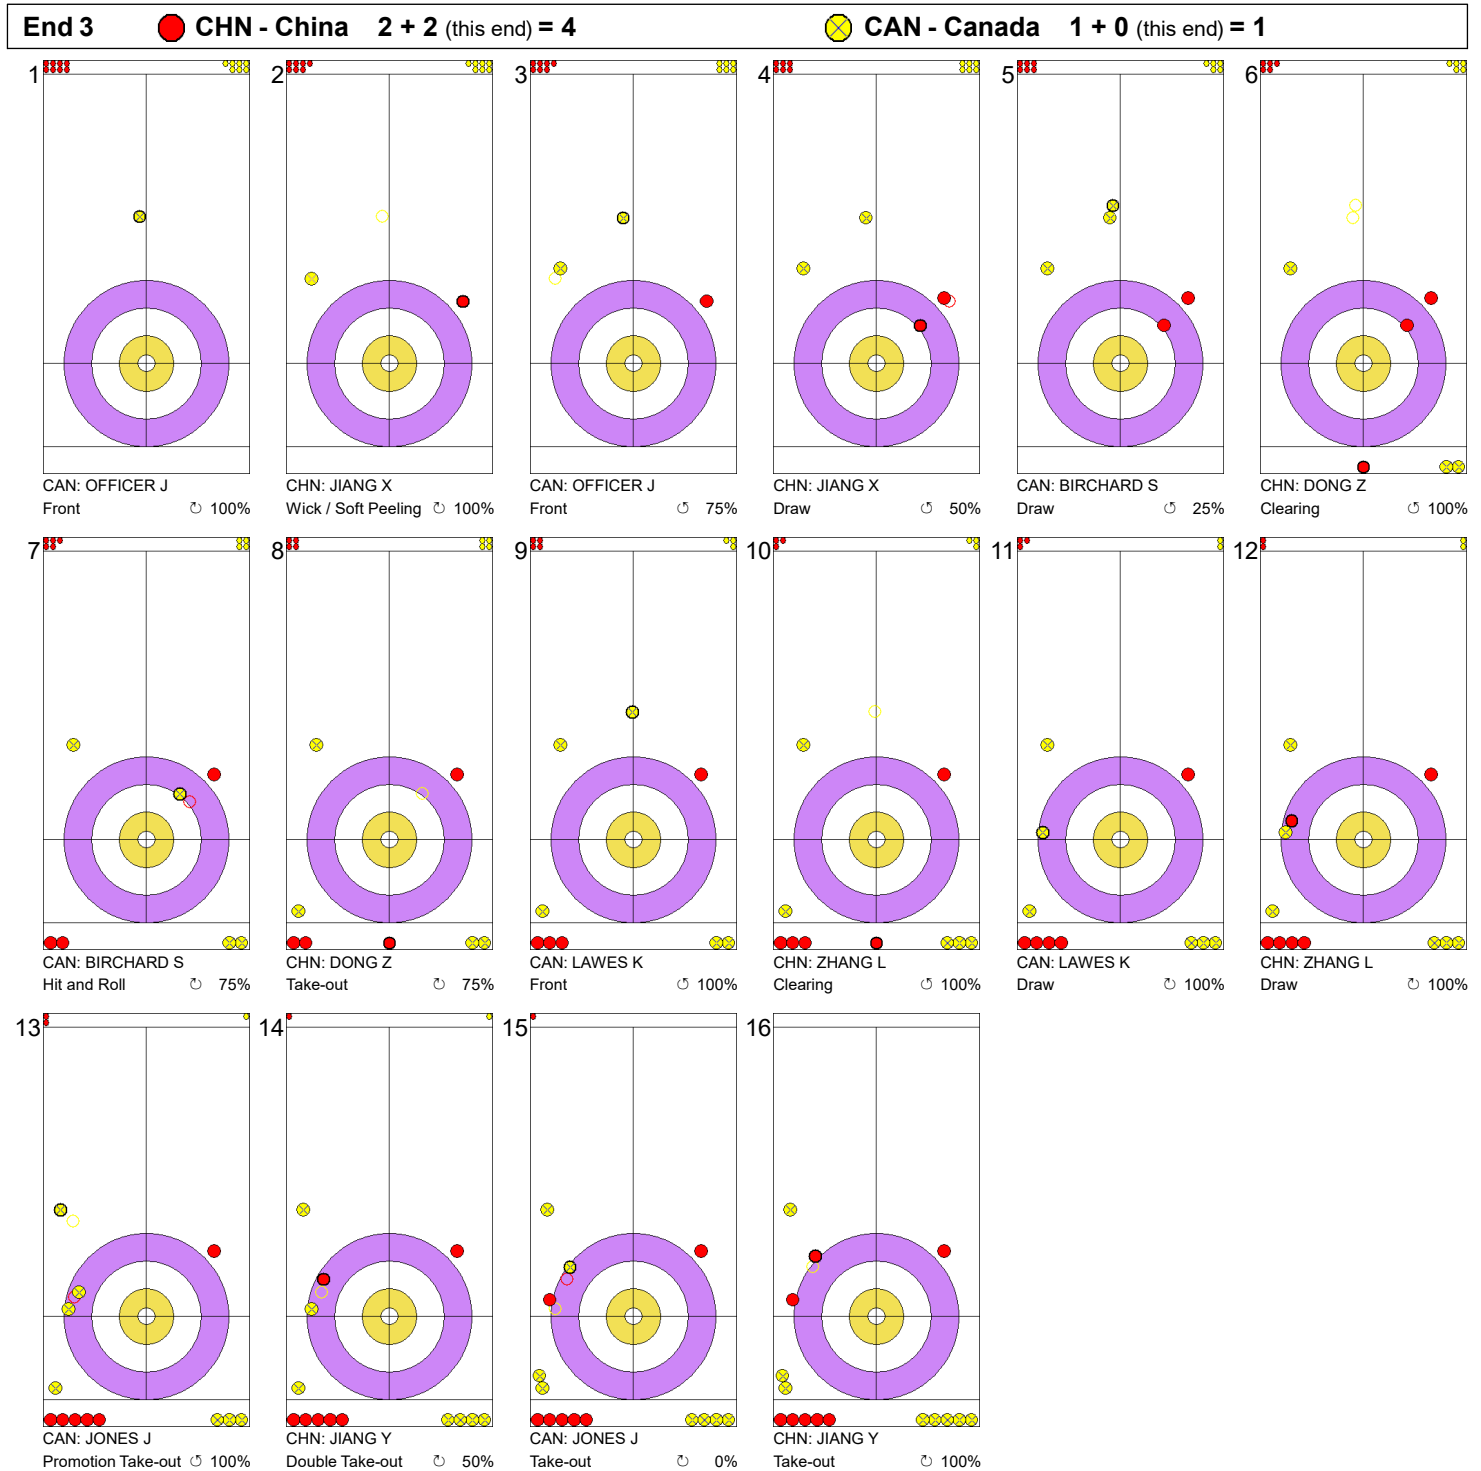 End 3 CHN - China 2 + 2 (this end) = 4 CAN - Canada 1 + 0 (this end) = 1
1 2 3 4 5 6
CAN: OFFICER J CHN: JIANG X CAN: OFFICER J CHN: JIANG X CAN: BIRCHARD S CHN: DONG Z
Front ↻ 100% Wick / Soft Peeling ↻ 100% Front ↺ 75% Draw ↺ 50% Draw ↺ 25% Clearing ↻ 100%
7 8 9 10 11 12
CAN: BIRCHARD S CHN: DONG Z CAN: LAWES K CHN: ZHANG L CAN: LAWES K CHN: ZHANG L
Hit and Roll ↻ 75% Take-out ↻ 75% Front ↺ 100% Clearing ↺ 100% Draw ↻ 100% Draw ↻ 100%
13 14 15 16
CAN: JONES J CHN: JIANG Y CAN: JONES J CHN: JIANG Y
Promotion Take-out ↺ 100% Double Take-out ↺ 50% Take-out ↻ 0% Take-out ↻ 100%